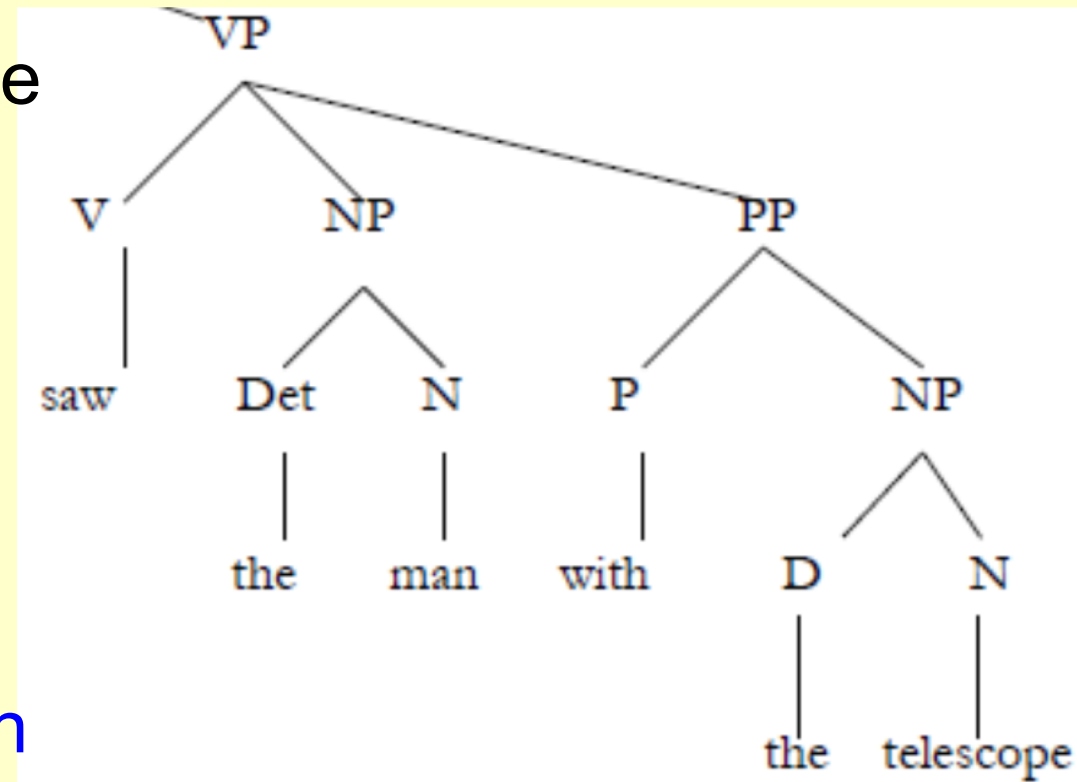 VP
e
V NP PP
saw Det N P NP
the man with D N
n
the telescope